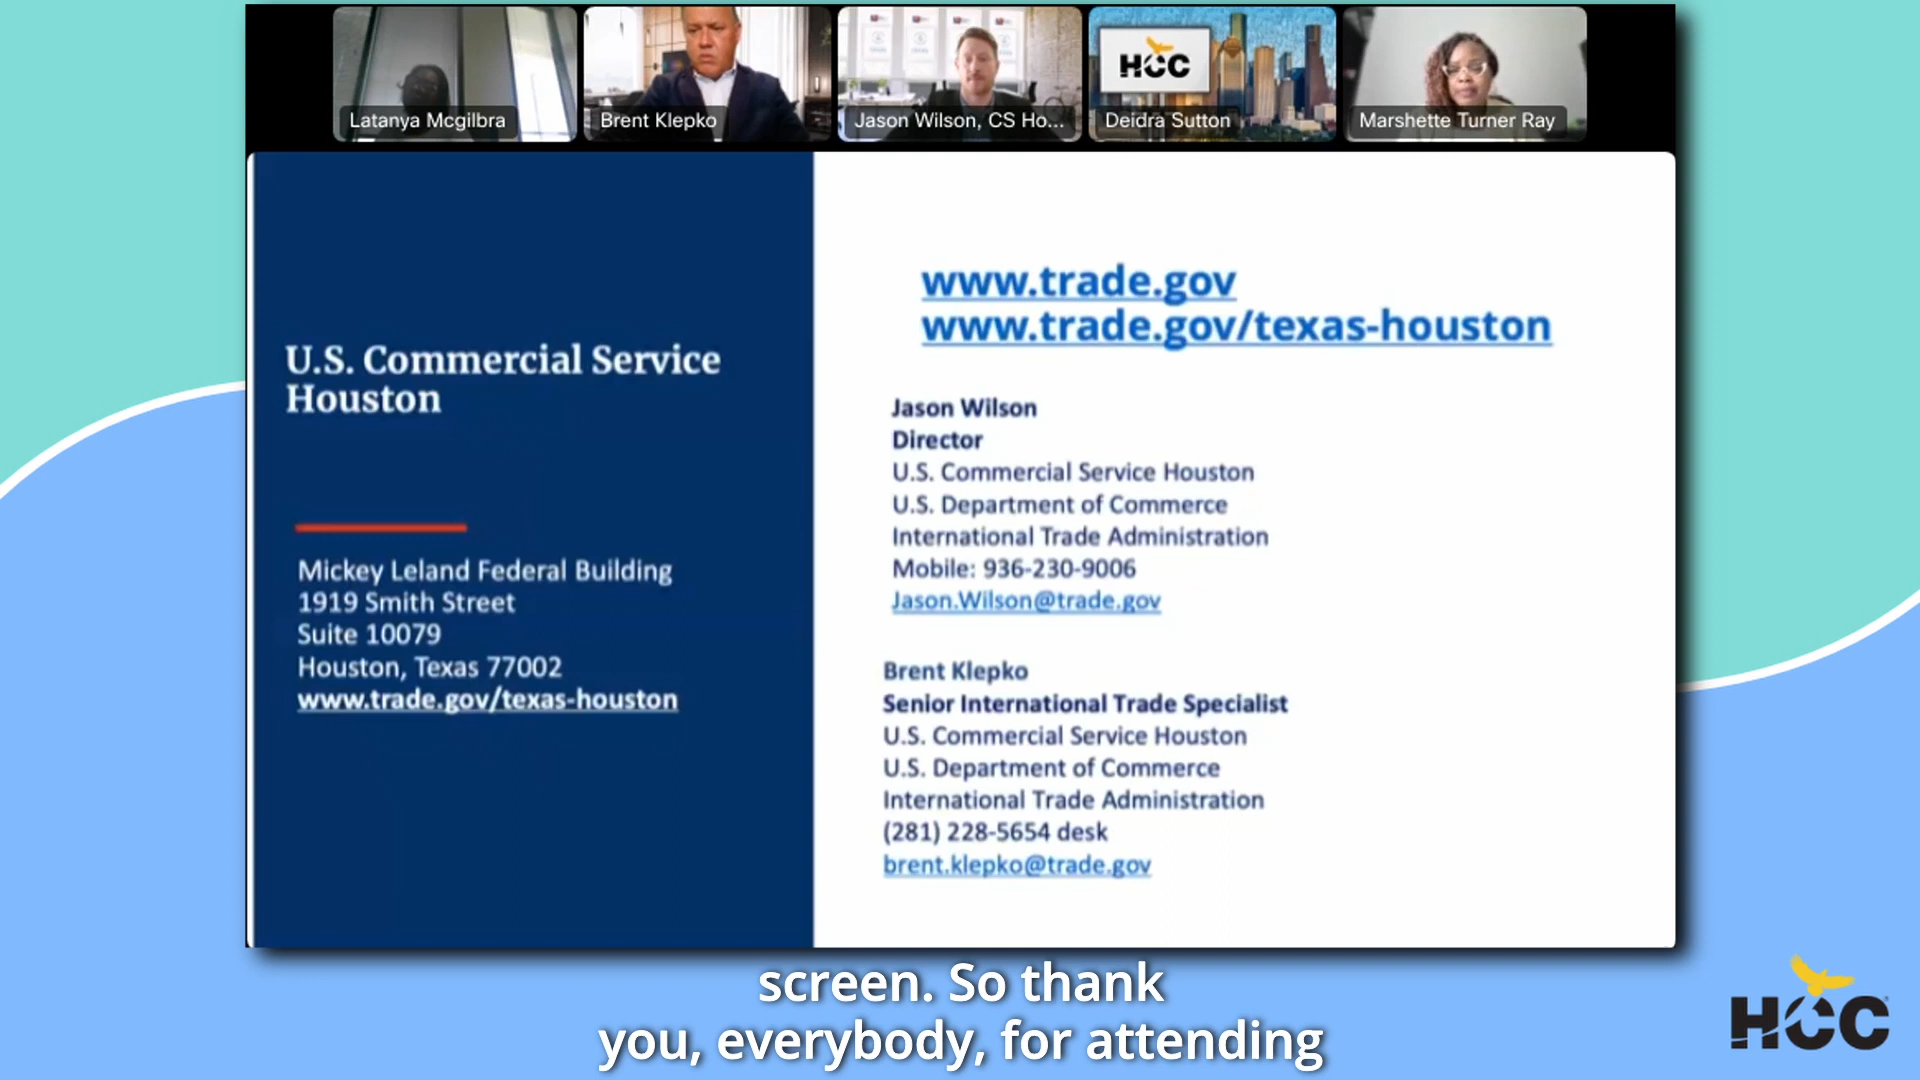 HCC
Latanya Mcgilbra
Brent Klepko
Jason Wilson, CS Ho...
Deidra Sutton
Marshette Turner Ray
U.S. Commercial Service
Houston
Mickey Leland Federal Building
1919 Smith Street
Suite 10079
Houston, Texas 77002
www.trade.gov/texas-houston
www.trade.gov
www.trade.gov/texas-houston
Jason Wilson
Director
U.S. Commercial Service Houston
U.S. Department of Commerce
International Trade Administration
Mobile: 936-230-9006
Jason.Wilson@trade.gov
Brent Klepko
Senior International Trade Specialist
U.S. Commercial Service Houston
U.S. Department of Commerce
International Trade Administration
(281) 228-5654 desk
brent.klepko@trade.gov
screen. So thank
you, everybody, for attending
HCC